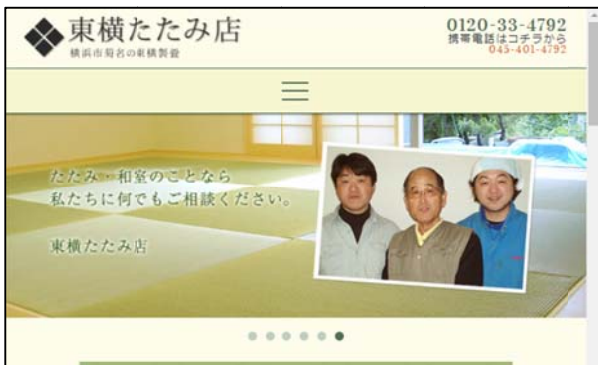 東横たたみ店
横浜市菊名の東横製畳
0120-33-4792
携帯電話はコチラから
045-401-4792
たたみ・和室のことなら
私たちに何でもご相談ください。
東横たたみ店